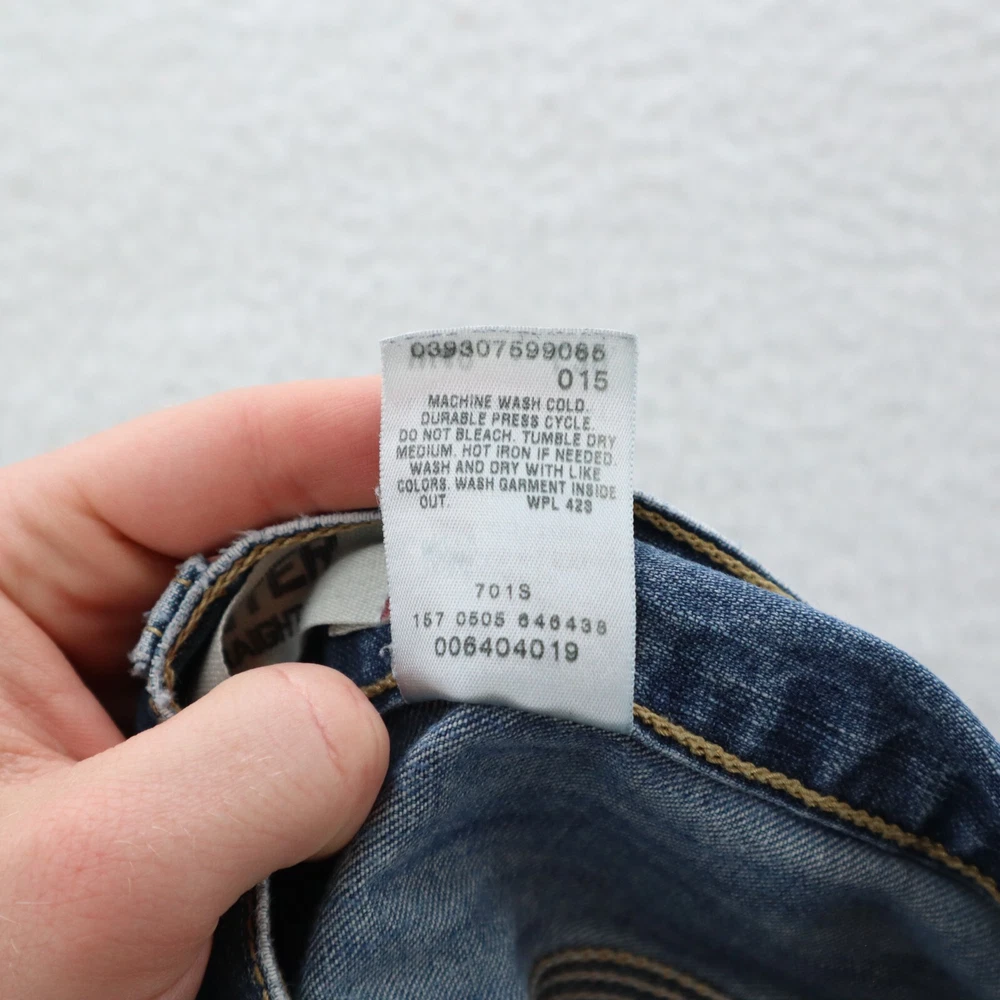 039307599085
015
MACHINE WASH COLD.
DURABLE PRESS CYCLE.
DO NOT BLEACH. TUMBLE DRY
MEDIUM. HOT IRON IF NEEDED.
WASH AND DRY WITH LIKE
COLORS. WASH GARMENT INSIDE
OUT. WPL 423
701S
157 0505 646438
006404019